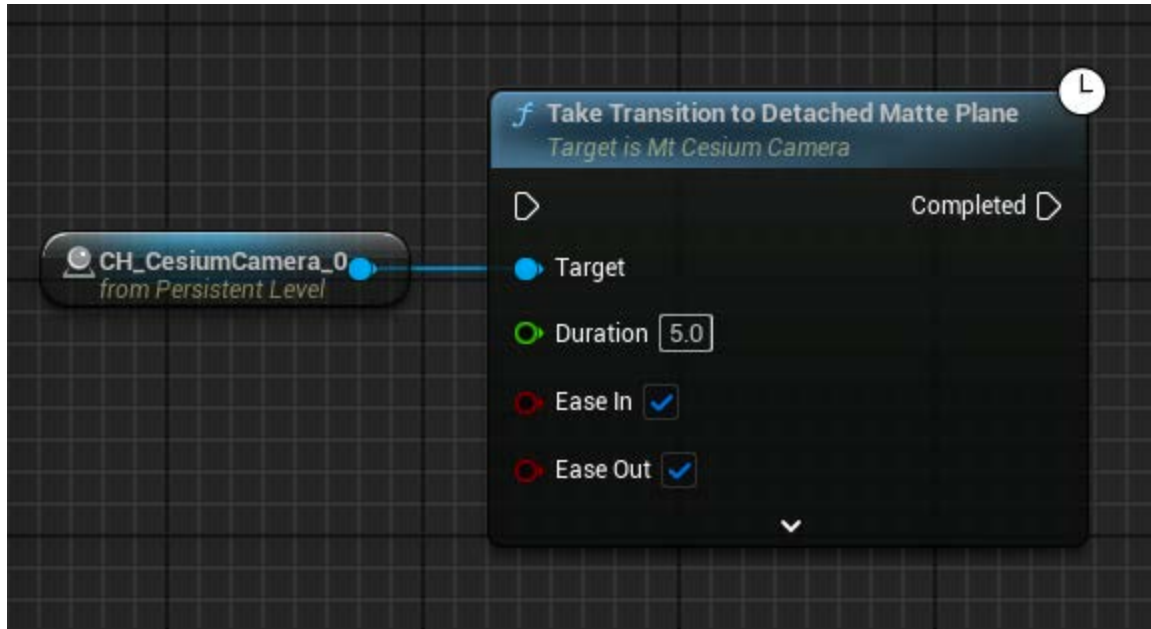 Take Transition to Detached Matte Plane
Target is Mt Cesium Camera
Completed
CH_CesiumCamera_0
from Persistent Level
Target
Duration 5.0
Ease In
Ease Out